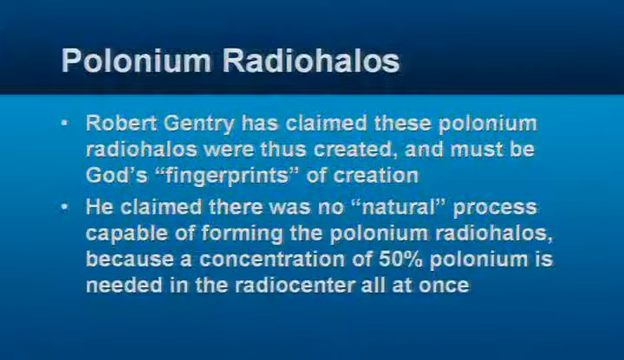 Polonium Radiohalos
• Robert Gentry has claimed these polonium
radiohalos were thus created, and must be
God's “fingerprints” of creation
• He claimed there was no “natural” process
capable of forming the polonium radiohalos,
because a concentration of 50% polonium is
needed in the radiocenter all at once